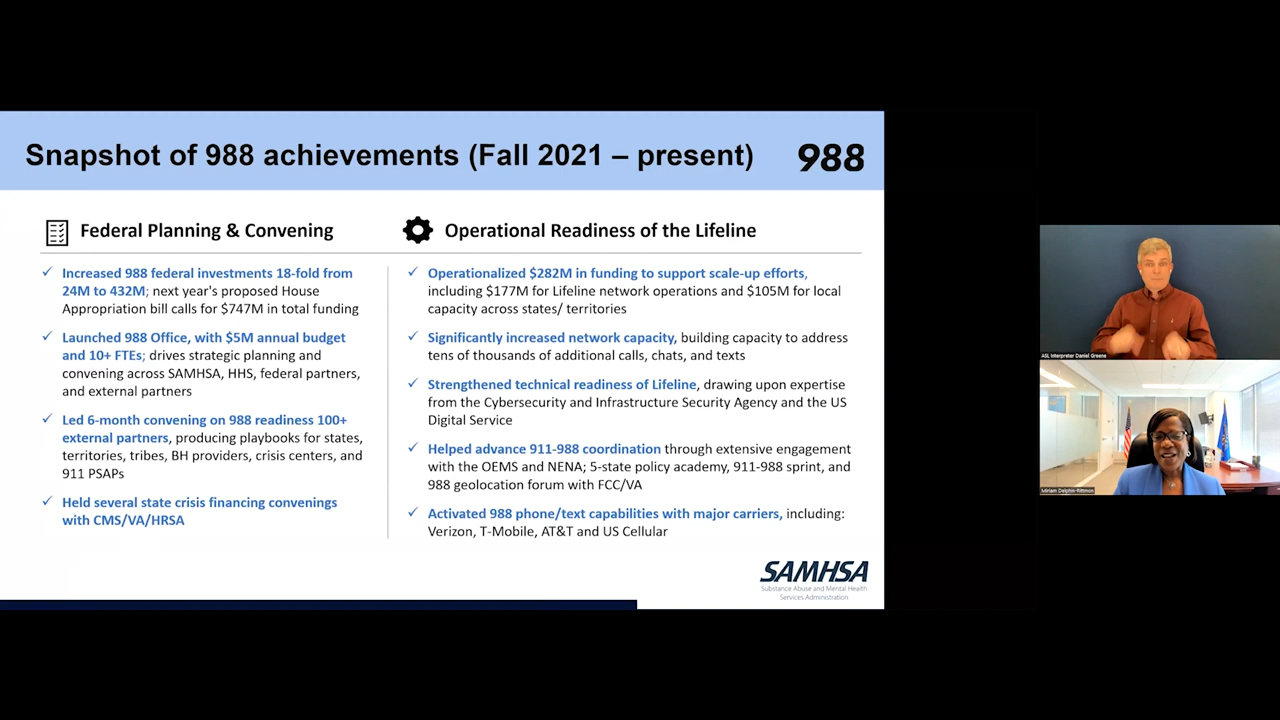 Snapshot of 988 achievements (Fall 2021 – present)
988
Federal Planning & Convening
Increased 988 federal investments 18-fold from
24M to 432M; next year's proposed House
Appropriation bill calls for $747M in total funding
Launched 988 Office, with $5M annual budget
and 10+ FTEs; drives strategic planning and
convening across SAMHSA, HHS, federal partners,
and external partners
Led 6-month convening on 988 readiness 100+
external partners, producing playbooks for states,
territories, tribes, BH providers, crisis centers, and
911 PSAPs
Held several state crisis financing convenings
with CMS/VA/HRSA
Operational Readiness of the Lifeline
Operationalized $282M in funding to support scale-up efforts,
including $177M for Lifeline network operations and $105M for local
capacity across states/ territories
Significantly increased network capacity, building capacity to address
tens of thousands of additional calls, chats, and texts
Strengthened technical readiness of Lifeline, drawing upon expertise
from the Cybersecurity and Infrastructure Security Agency and the US
Digital Service
Helped advance 911-988 coordination through extensive engagement
with the OEMS and NENA; 5-state policy academy, 911-988 sprint, and
988 geolocation forum with FCC/VA
Activated 988 phone/text capabilities with major carriers, including:
Verizon, T-Mobile, AT&T and US Cellular
SAMHSA
Substance Abuse and Mental Health
Services Administration
ASL Interpreter Daniel Greene
Miriam Delphin-Rittmon